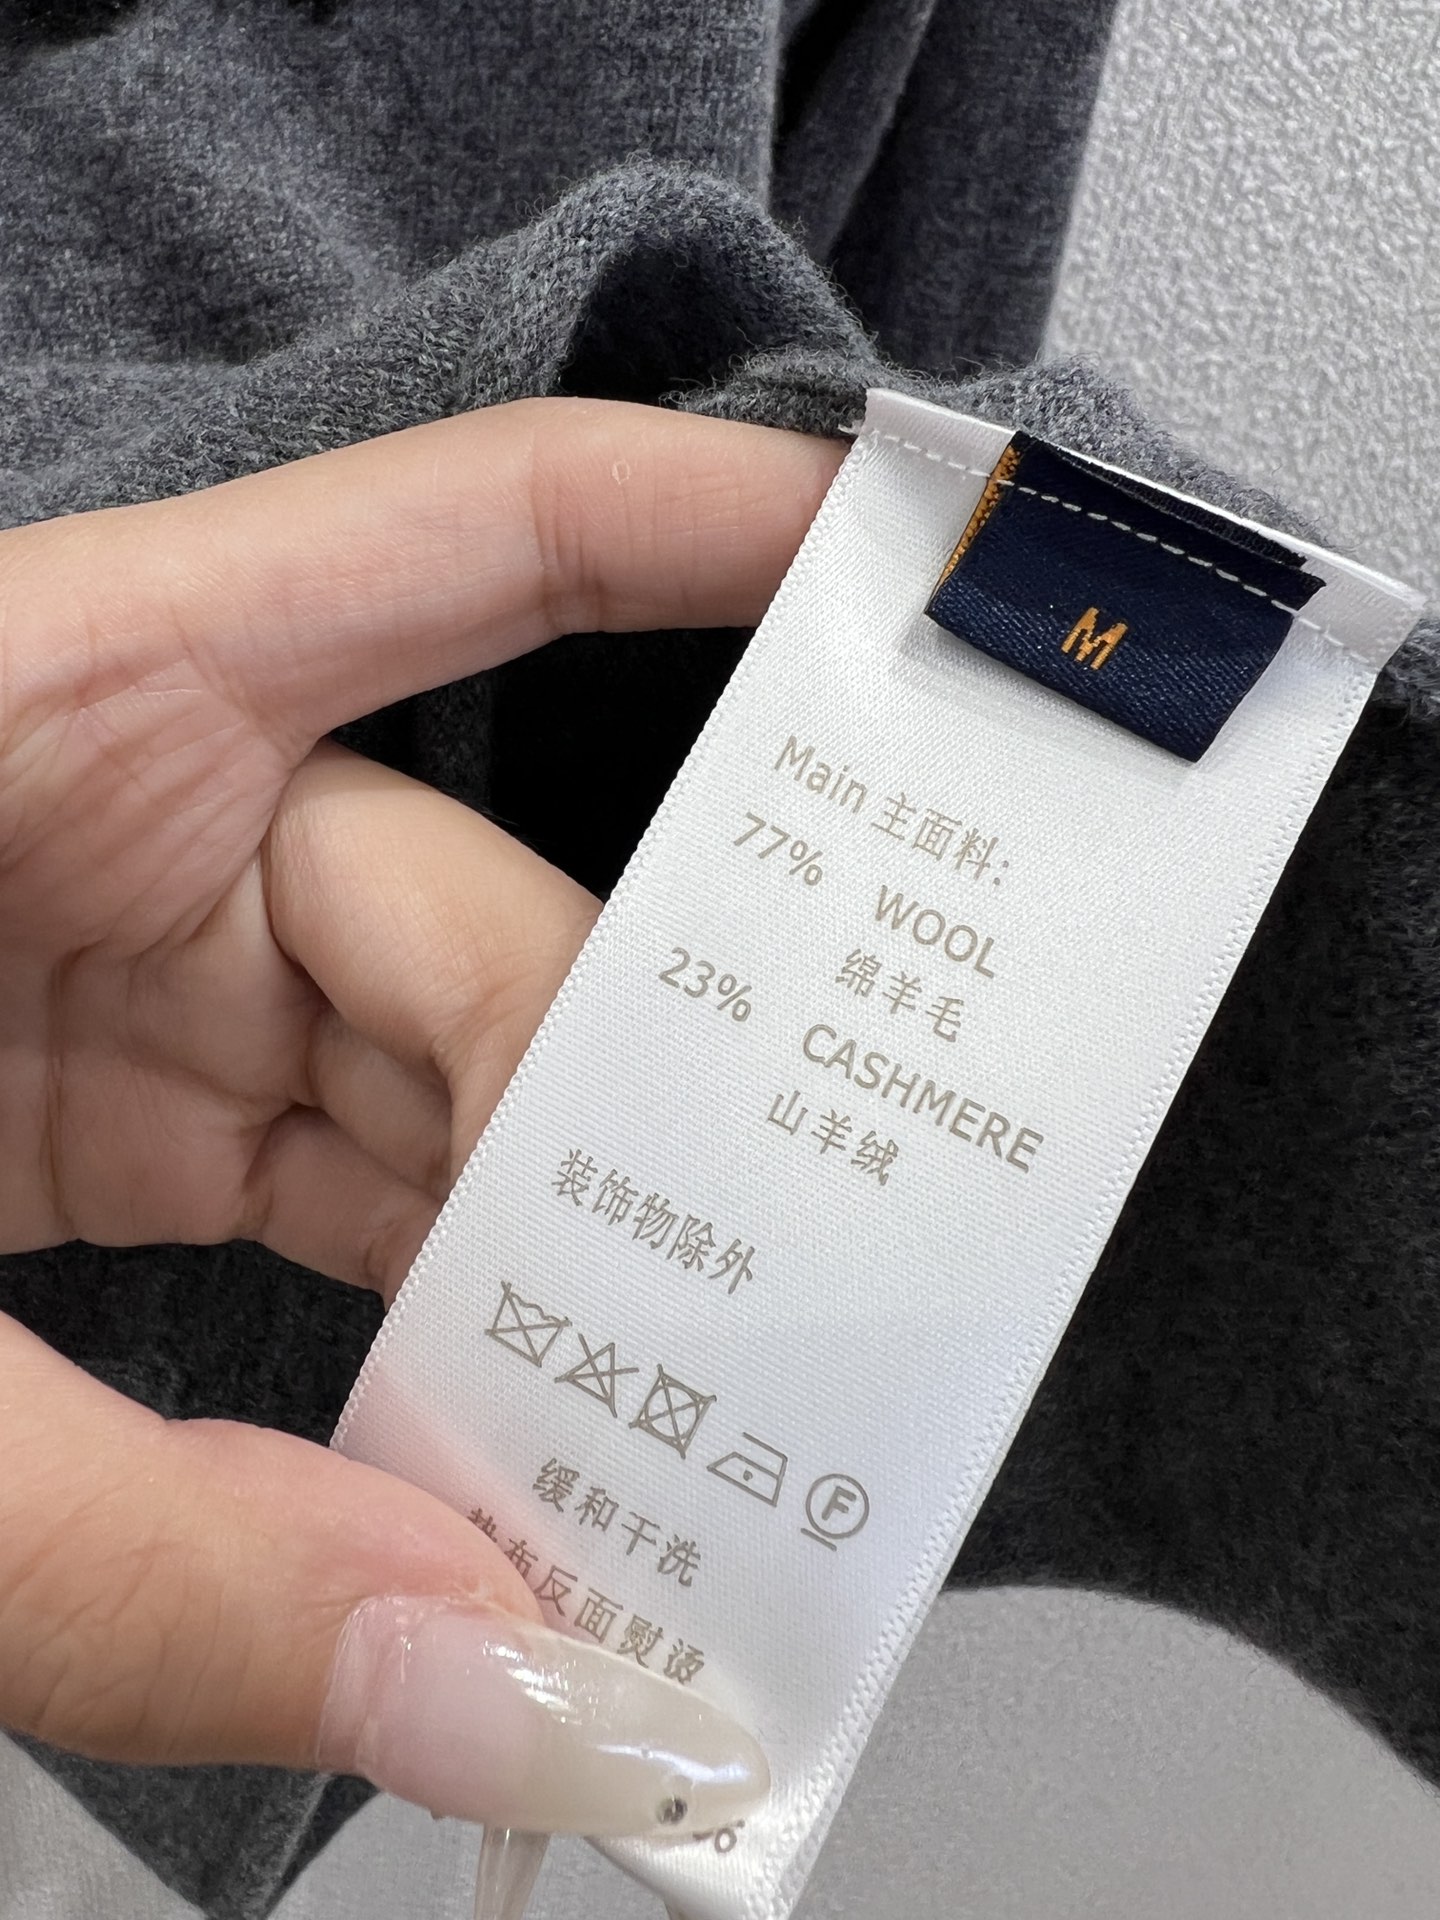 M
Main 主面料:
77% WOOL
绵羊毛
23% CASHMERE
山羊绒
装饰物除外
F
缓和干洗
垫布反面熨烫